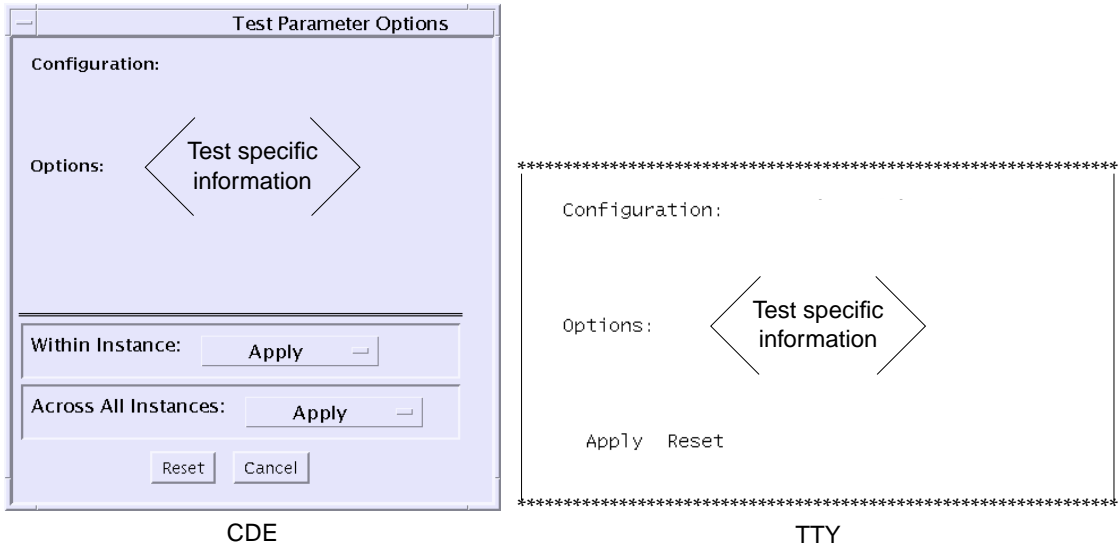 Test Parameter Options
Configuration:
Options:
Test specific
information
Within Instance:
Apply
Across All Instances:
Apply
Reset
Cancel
CDE
************************************************************
Configuration:
Options:
Test specific
information
Apply Reset
************************************************************
TTY